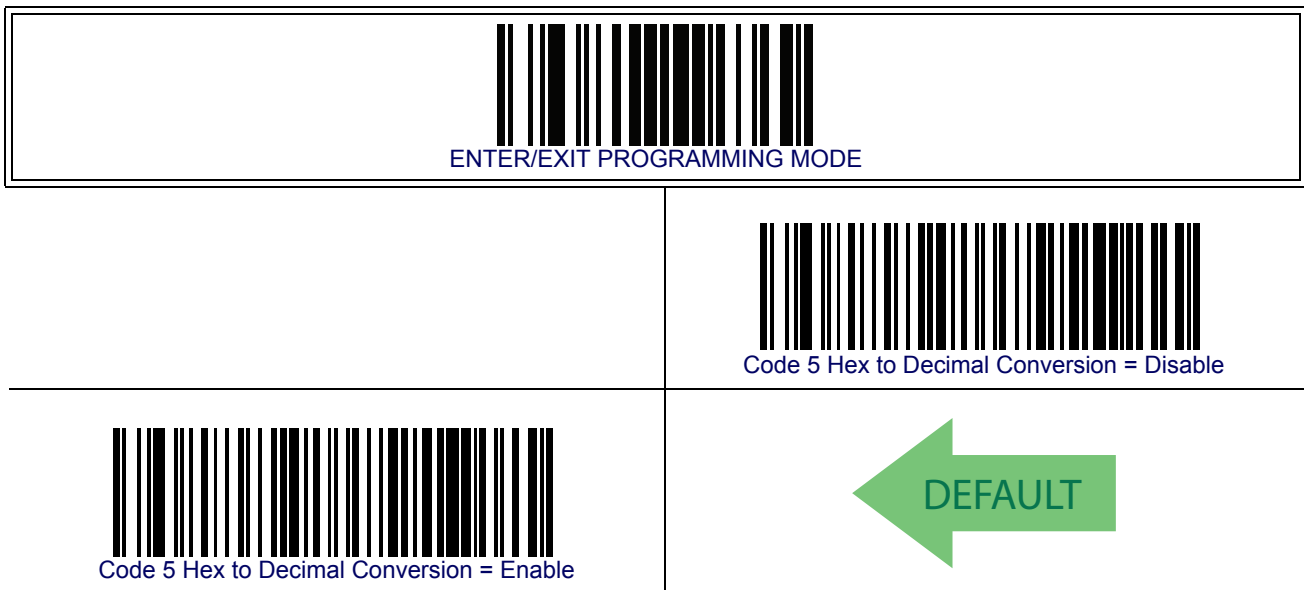 ENTER/EXIT PROGRAMMING MODE
Code 5 Hex to Decimal Conversion = Disable
Code 5 Hex to Decimal Conversion = Enable
DEFAULT